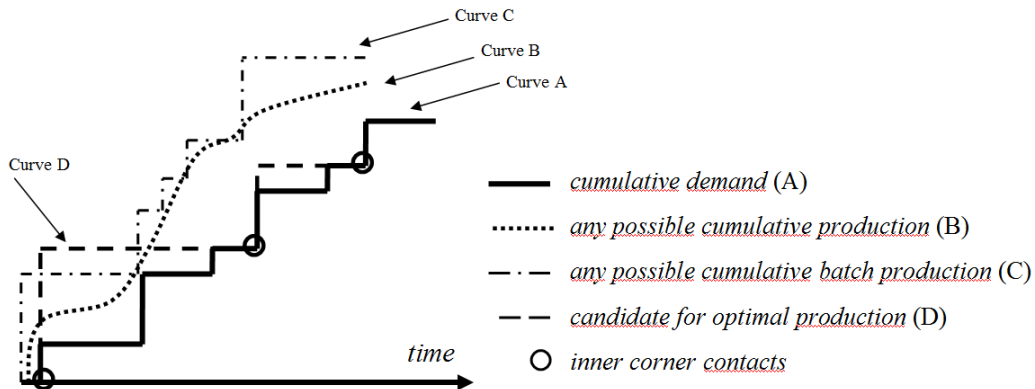 Curve C
Curve B
Curve A
Curve D
time
cumulative demand (A)
any possible cumulative production (B)
any possible cumulative batch production (C)
candidate for optimal production (D)
inner corner contacts